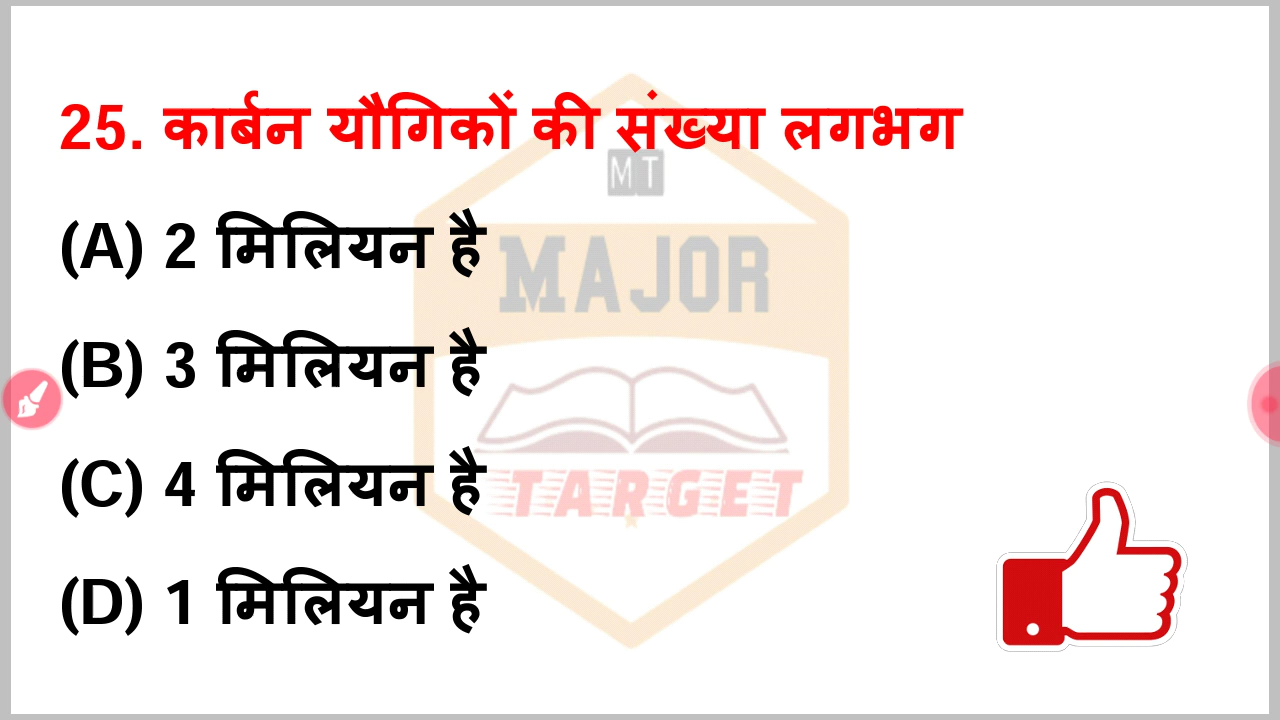 25. कार्बन यौगिकों की संख्या लगभग
MT
(A) 2 मिलियन है
MAJOR
(B) 3 मिलियन है
(C) 4 मिलियन है
TARGET
(D) 1 मिलियन है